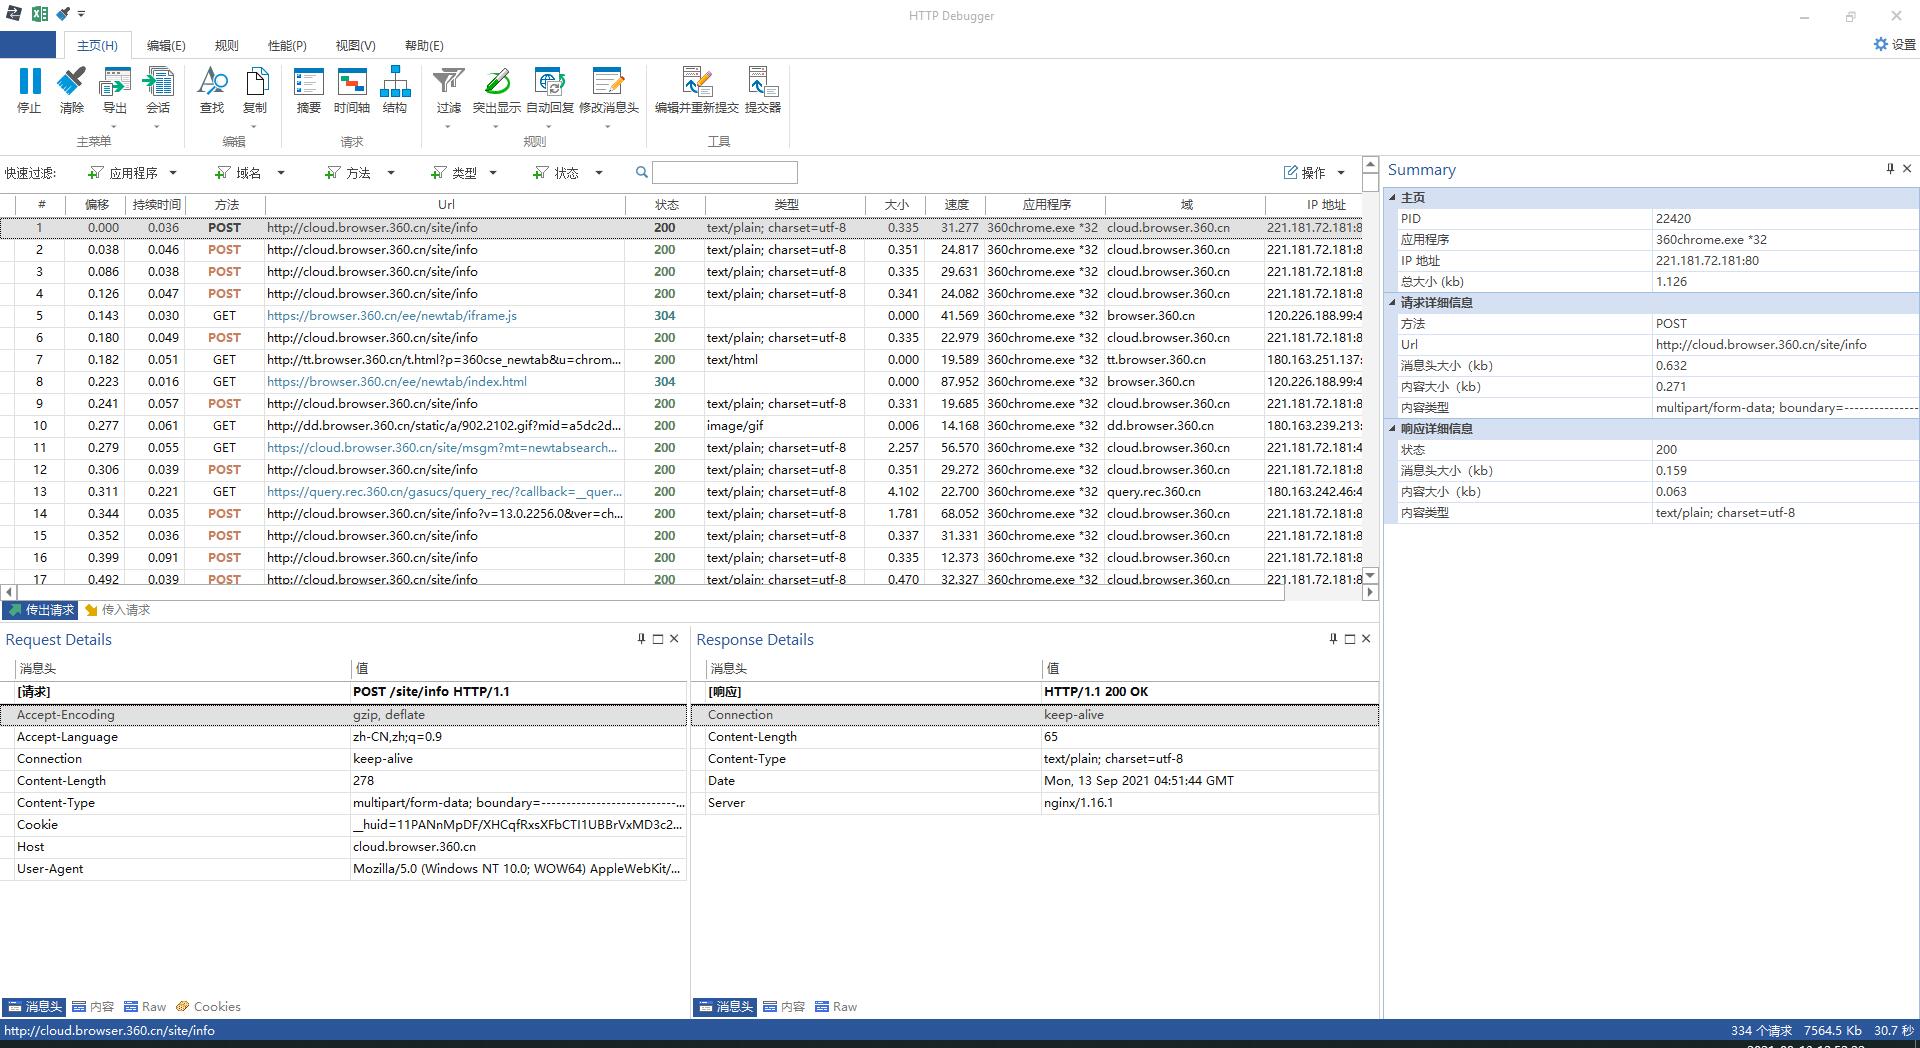 HTTP Debugger
主页(H) 编辑(E) 规则 性能(P) 视图(V) 帮助(E) 设置
停止 清除 导出 会话 查找 复制 摘要 时间轴 结构 过滤 突出显示 自动回复 修改消息头 编辑并重新提交 提交器
主菜单 编辑 请求 规则 工具
快速过滤: 应用程序 域名 方法 类型 状态 操作
# 偏移 持续时间 方法 Url 状态 类型 大小 速度 应用程序 域 IP 地址
1 0.000 0.036 POST http://cloud.browser.360.cn/site/info 200 text/plain; charset=utf-8 0.335 31.277 360chrome.exe *32 cloud.browser.360.cn 221.181.72.181:8
2 0.038 0.046 POST http://cloud.browser.360.cn/site/info 200 text/plain; charset=utf-8 0.351 24.817 360chrome.exe *32 cloud.browser.360.cn 221.181.72.181:8
3 0.086 0.038 POST http://cloud.browser.360.cn/site/info 200 text/plain; charset=utf-8 0.335 29.631 360chrome.exe *32 cloud.browser.360.cn 221.181.72.181:8
4 0.126 0.047 POST http://cloud.browser.360.cn/site/info 200 text/plain; charset=utf-8 0.341 24.082 360chrome.exe *32 cloud.browser.360.cn 221.181.72.181:8
5 0.143 0.030 GET https://browser.360.cn/ee/newtab/iframe.js 304 0.000 41.569 360chrome.exe *32 browser.360.cn 120.226.188.99:4
6 0.180 0.049 POST http://cloud.browser.360.cn/site/info 200 text/plain; charset=utf-8 0.335 22.979 360chrome.exe *32 cloud.browser.360.cn 221.181.72.181:8
7 0.182 0.051 GET http://tt.browser.360.cn/t.html?p=360cse_newtab&u=chrom... 200 text/html 0.000 19.589 360chrome.exe *32 tt.browser.360.cn 180.163.251.137:
8 0.223 0.016 GET https://browser.360.cn/ee/newtab/index.html 304 0.000 87.952 360chrome.exe *32 browser.360.cn 120.226.188.99:4
9 0.241 0.057 POST http://cloud.browser.360.cn/site/info 200 text/plain; charset=utf-8 0.331 19.685 360chrome.exe *32 cloud.browser.360.cn 221.181.72.181:8
10 0.277 0.061 GET http://dd.browser.360.cn/static/a/902.2102.gif?mid=a5dc2d... 200 image/gif 0.006 14.168 360chrome.exe *32 dd.browser.360.cn 180.163.239.213:
11 0.279 0.055 GET https://cloud.browser.360.cn/site/msgm?mt=newtabsearch... 200 text/plain; charset=utf-8 2.257 56.570 360chrome.exe *32 cloud.browser.360.cn 221.181.72.181:4
12 0.306 0.039 POST http://cloud.browser.360.cn/site/info 200 text/plain; charset=utf-8 0.351 29.272 360chrome.exe *32 cloud.browser.360.cn 221.181.72.181:8
13 0.311 0.221 GET https://query.rec.360.cn/gasucs/query_rec/?callback=__quer... 200 text/plain; charset=utf-8 4.102 22.700 360chrome.exe *32 query.rec.360.cn 180.163.242.46:4
14 0.344 0.035 POST http://cloud.browser.360.cn/site/info?v=13.0.2256.0&ver=ch... 200 text/plain; charset=utf-8 1.781 68.052 360chrome.exe *32 cloud.browser.360.cn 221.181.72.181:8
15 0.352 0.036 POST http://cloud.browser.360.cn/site/info 200 text/plain; charset=utf-8 0.337 31.331 360chrome.exe *32 cloud.browser.360.cn 221.181.72.181:8
16 0.399 0.091 POST http://cloud.browser.360.cn/site/info 200 text/plain; charset=utf-8 0.335 12.373 360chrome.exe *32 cloud.browser.360.cn 221.181.72.181:8
17 0.492 0.039 POST http://cloud.browser.360.cn/site/info 200 text/plain; charset=utf-8 0.470 32.327 360chrome.exe *32 cloud.browser.360.cn 221.181.72.181:8
传出请求 传入请求
Summary
主页
PID 22420
应用程序 360chrome.exe *32
IP 地址 221.181.72.181:80
总大小 (kb) 1.126
请求详细信息
方法 POST
Url http://cloud.browser.360.cn/site/info
消息头大小（kb） 0.632
内容大小（kb） 0.271
内容类型 multipart/form-data; boundary=---------------
响应详细信息
状态 200
消息头大小（kb） 0.159
内容大小（kb） 0.063
内容类型 text/plain; charset=utf-8
Request Details
消息头 值
[请求] POST /site/info HTTP/1.1
Accept-Encoding gzip, deflate
Accept-Language zh-CN,zh;q=0.9
Connection keep-alive
Content-Length 278
Content-Type multipart/form-data; boundary=---------------------------...
Cookie __huid=11PANnMpDF/XHCqfRxsXFbCTI1UBBrVxMD3c2...
Host cloud.browser.360.cn
User-Agent Mozilla/5.0 (Windows NT 10.0; WOW64) AppleWebKit/...
消息头 内容 Raw Cookies
Response Details
消息头 值
[响应] HTTP/1.1 200 OK
Connection keep-alive
Content-Length 65
Content-Type text/plain; charset=utf-8
Date Mon, 13 Sep 2021 04:51:44 GMT
Server nginx/1.16.1
消息头 内容 Raw
http://cloud.browser.360.cn/site/info 334 个请求 7564.5 Kb 30.7 秒